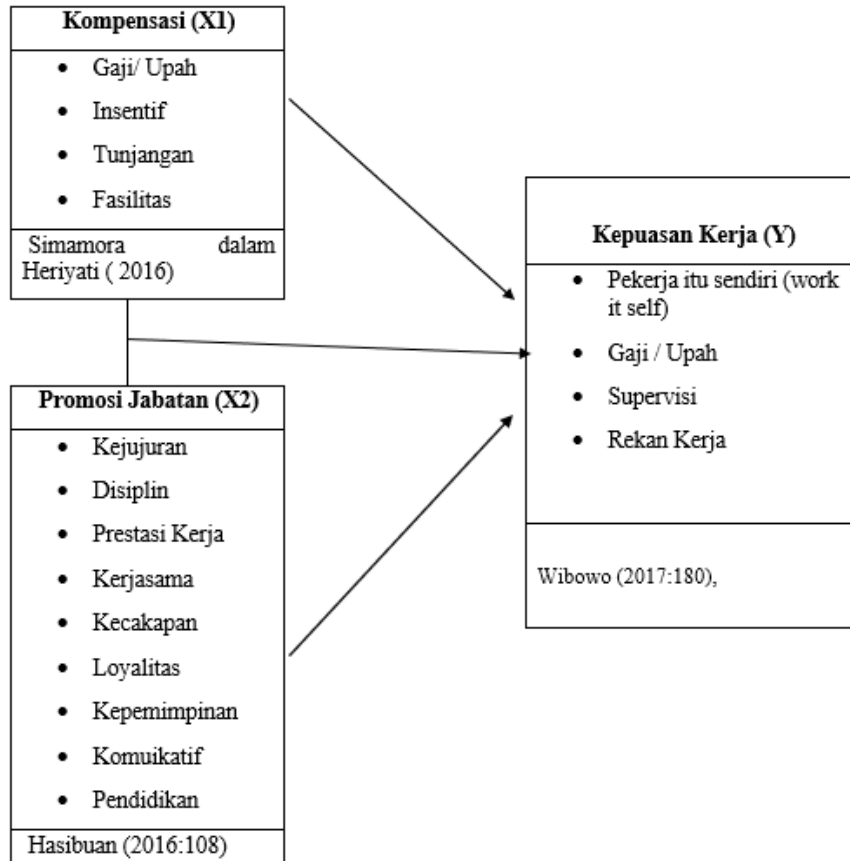 Kompensasi (X1)
• Gaji/ Upah
• Insentif
• Tunjangan
• Fasilitas
Simamora dalam
Heriyati ( 2016)
Promosi Jabatan (X2)
• Kejujuran
• Disiplin
• Prestasi Kerja
• Kerjasama
• Kecakapan
• Loyalitas
• Kepemimpinan
• Komuikatif
• Pendidikan
Hasibuan (2016:108)
Kepuasan Kerja (Y)
• Pekerja itu sendiri (work
it self)
• Gaji / Upah
• Supervisi
• Rekan Kerja
Wibowo (2017:180),